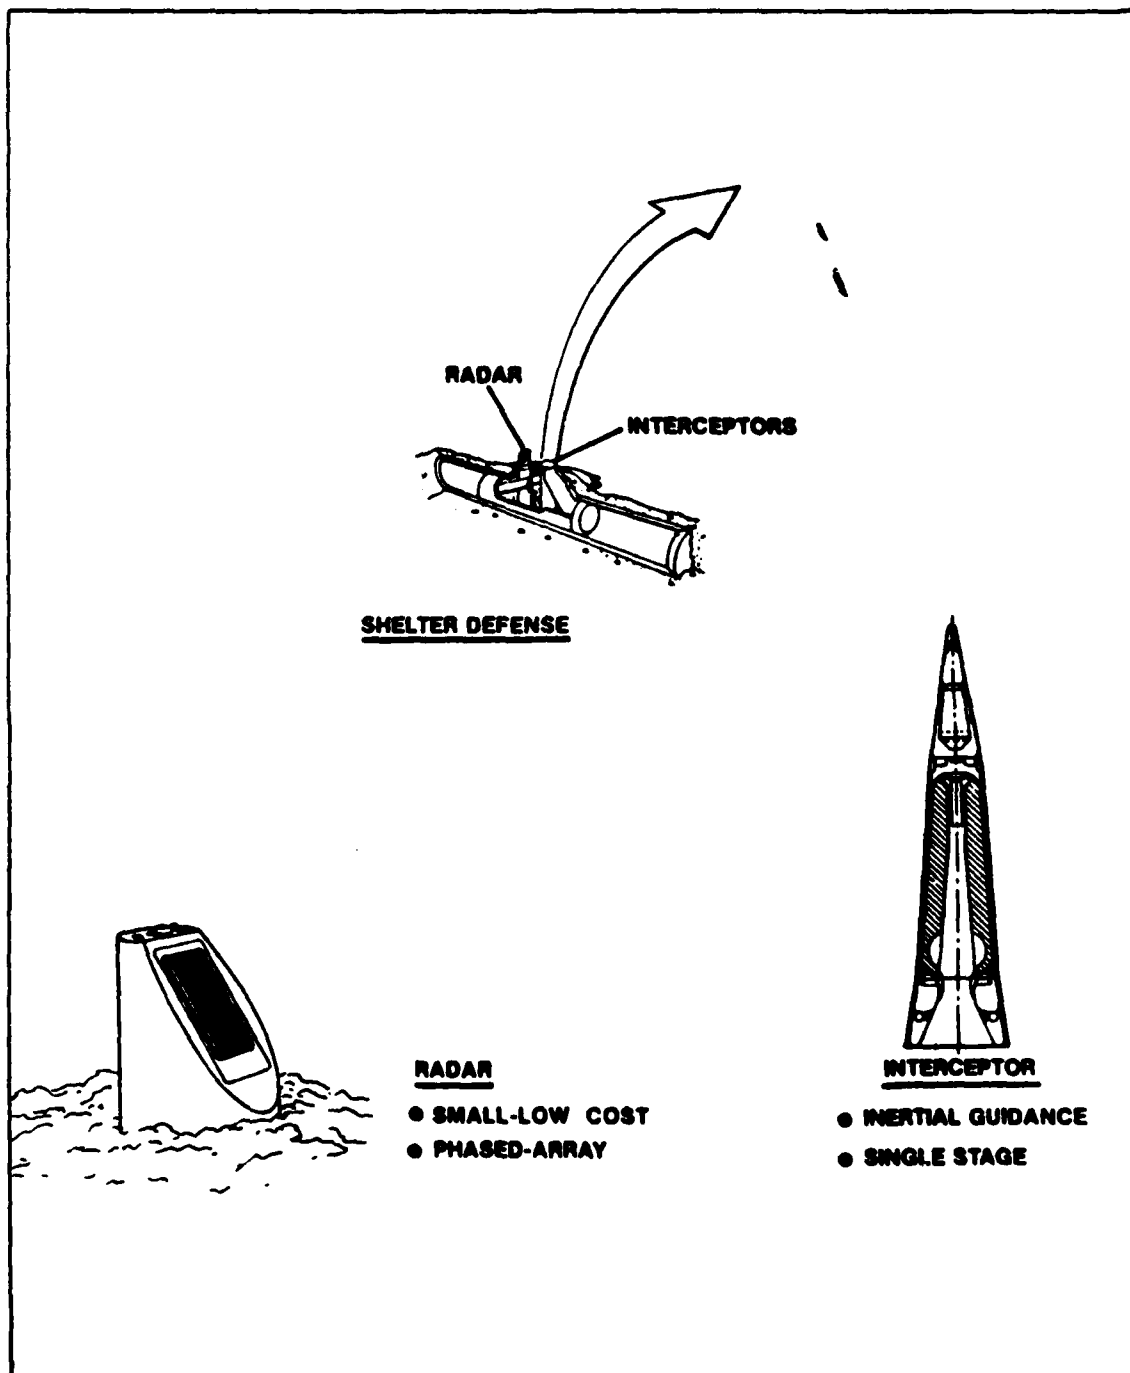 RADAR
INTERCEPTORS
SHELTER DEFENSE
RADAR
● SMALL-LOW COST
● PHASED-ARRAY
INTERCEPTOR
● INERTIAL GUIDANCE
● SINGLE STAGE